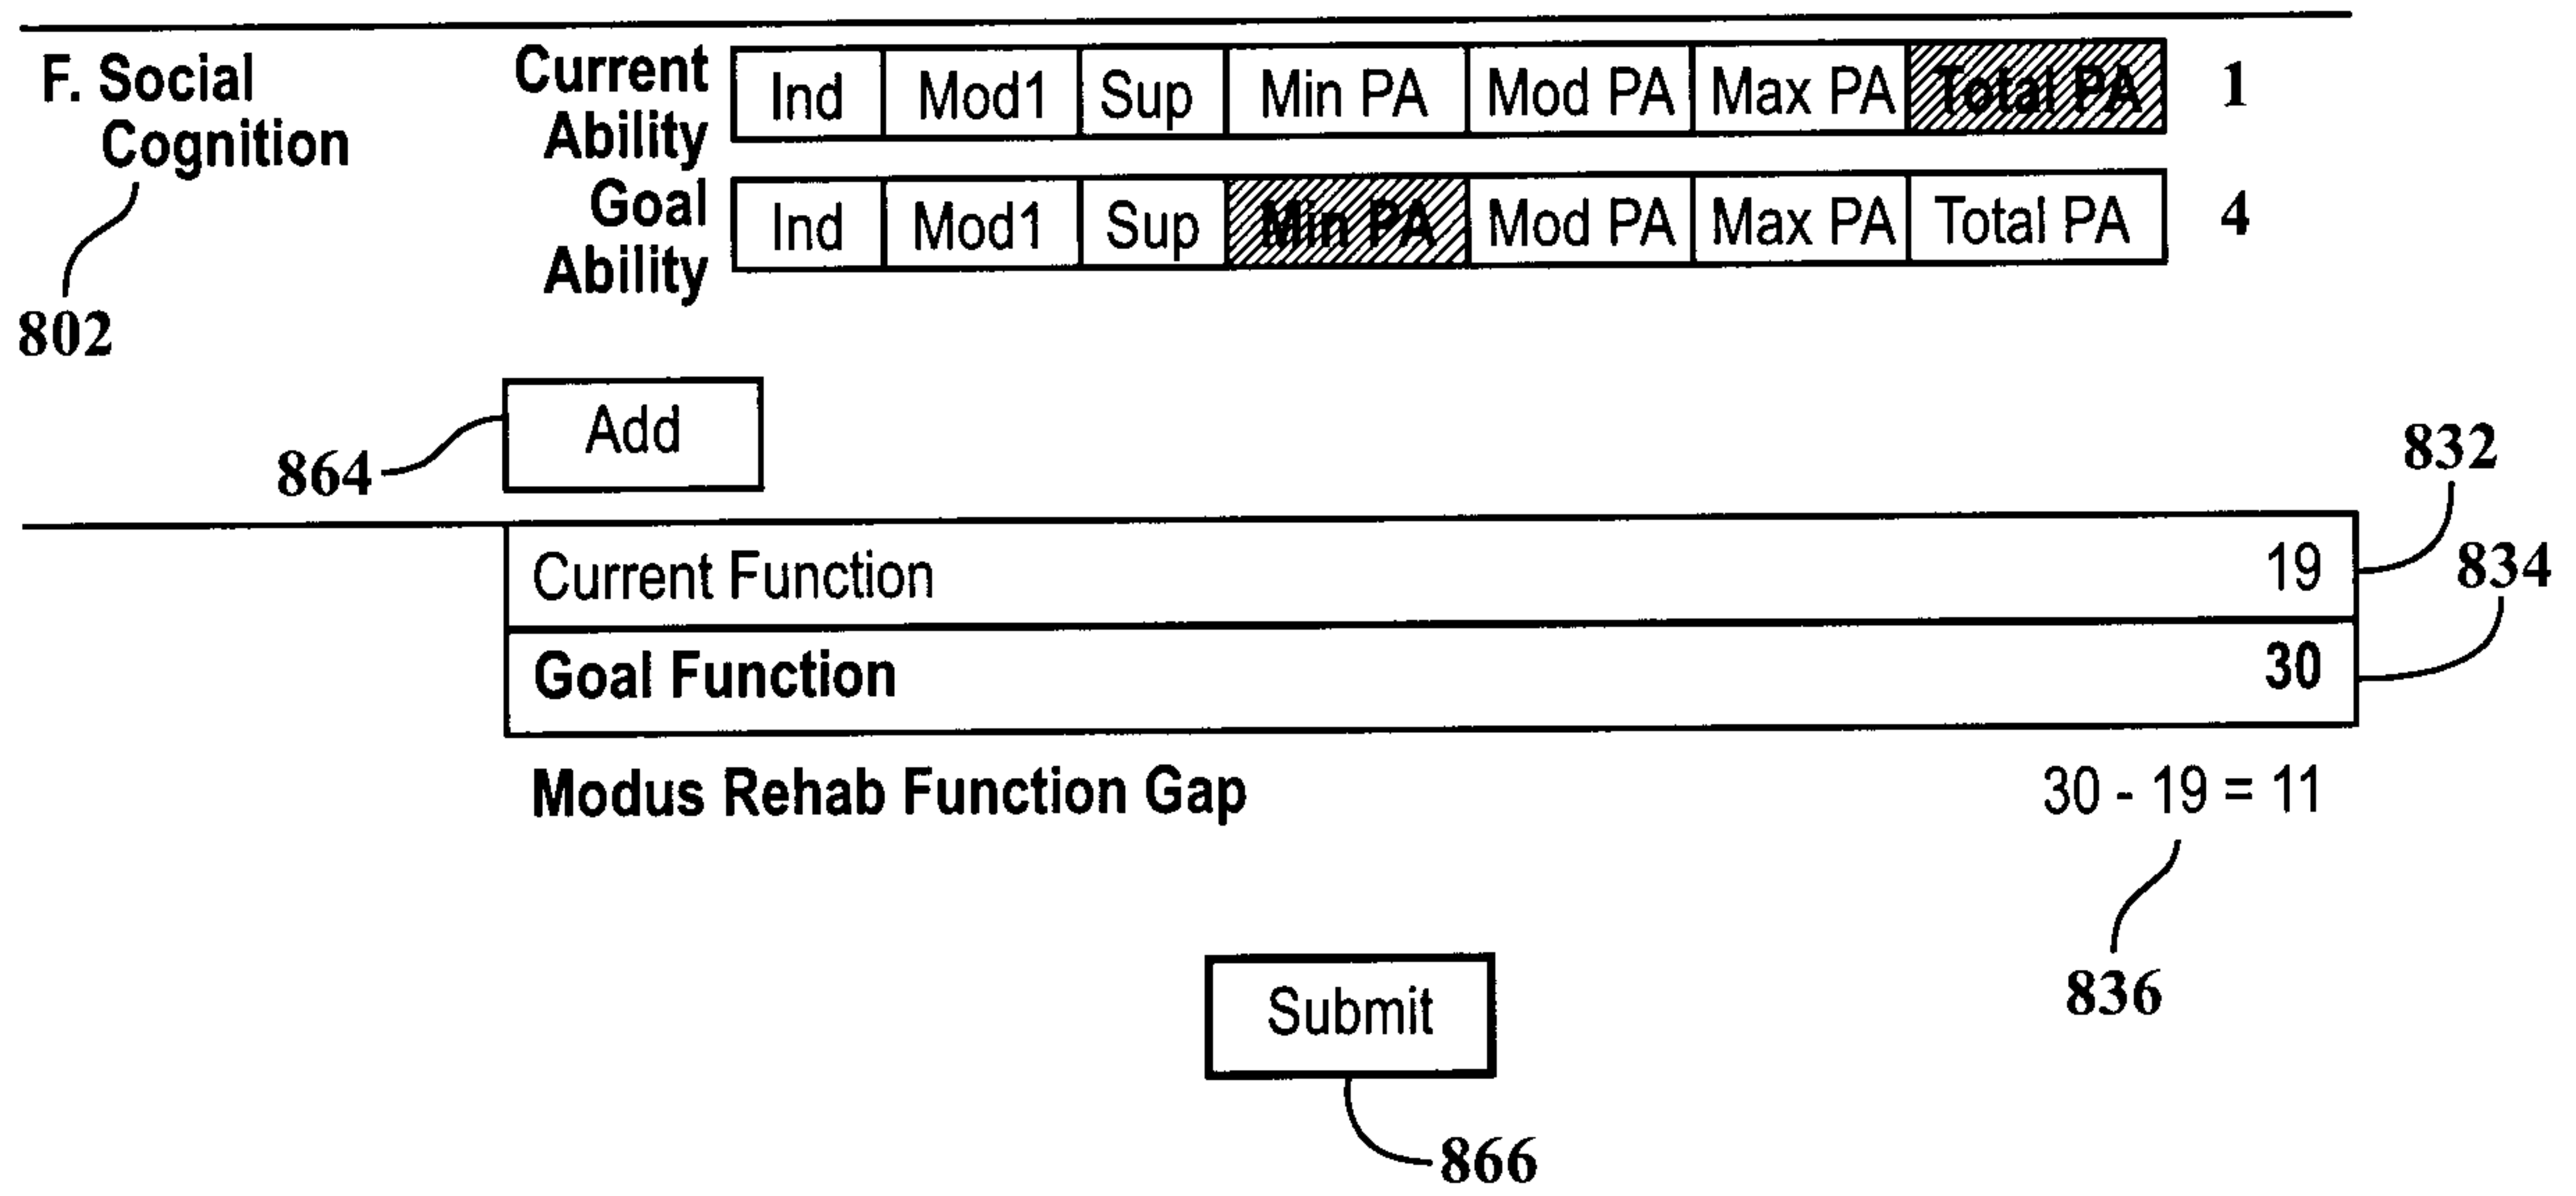 F. Social
Cognition
802
Current
Ability
Ind Mod1 Sup Min PA Mod PA Max PA Total PA 1
Goal
Ability
Ind Mod1 Sup Min PA Mod PA Max PA Total PA 4
Add
864
832
Current Function 19
834
Goal Function 30
Modus Rehab Function Gap 30 - 19 = 11
836
Submit
866